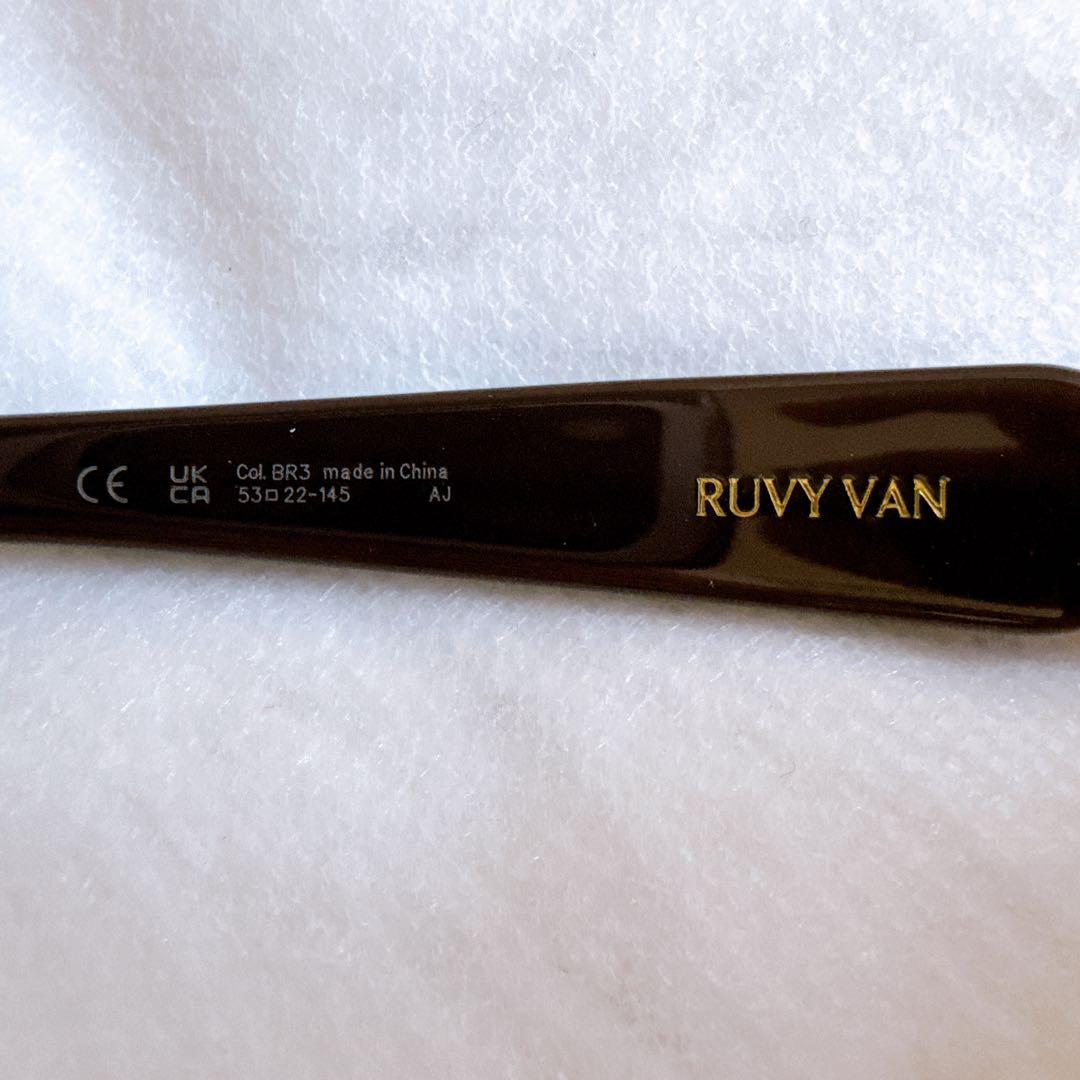 CE
UK
CA
Col. BR3 made in China
53□22-145 AJ
RUVY VAN